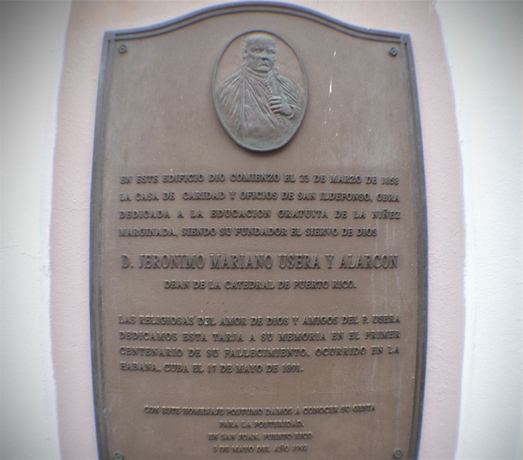 EN ESTE EDIFICIO DIO COMIENZO EL 23 DE MARZO DE 1858
LA CASA DE CARIDAD Y OFICIOS DE SAN ILDEFONSO, OBRA
DEDICADA A LA EDUCACION GRATUITA DE LA NIÑEZ
MARGINADA, SIENDO SU FUNDADOR EL SIERVO DE DIOS
D. JERONIMO MARIANO USERA Y ALARCON
DEAN DE LA CATEDRAL DE PUERTO RICO.
LAS RELIGIOSAS DEL AMOR DE DIOS Y AMIGOS DEL P. USERA
DEDICAMOS ESTA TARJA A SU MEMORIA EN EL PRIMER
CENTENARIO DE SU FALLECIMIENTO, OCURRIDO EN LA
HABANA, CUBA EL 17 DE MAYO DE 1891.
CON ESTE HOMENAJE POSTUMO DAMOS A CONOCER SU GESTA
PARA LA POSTERIDAD.
EN SAN JUAN, PUERTO RICO
DE MAYO DEL AÑO